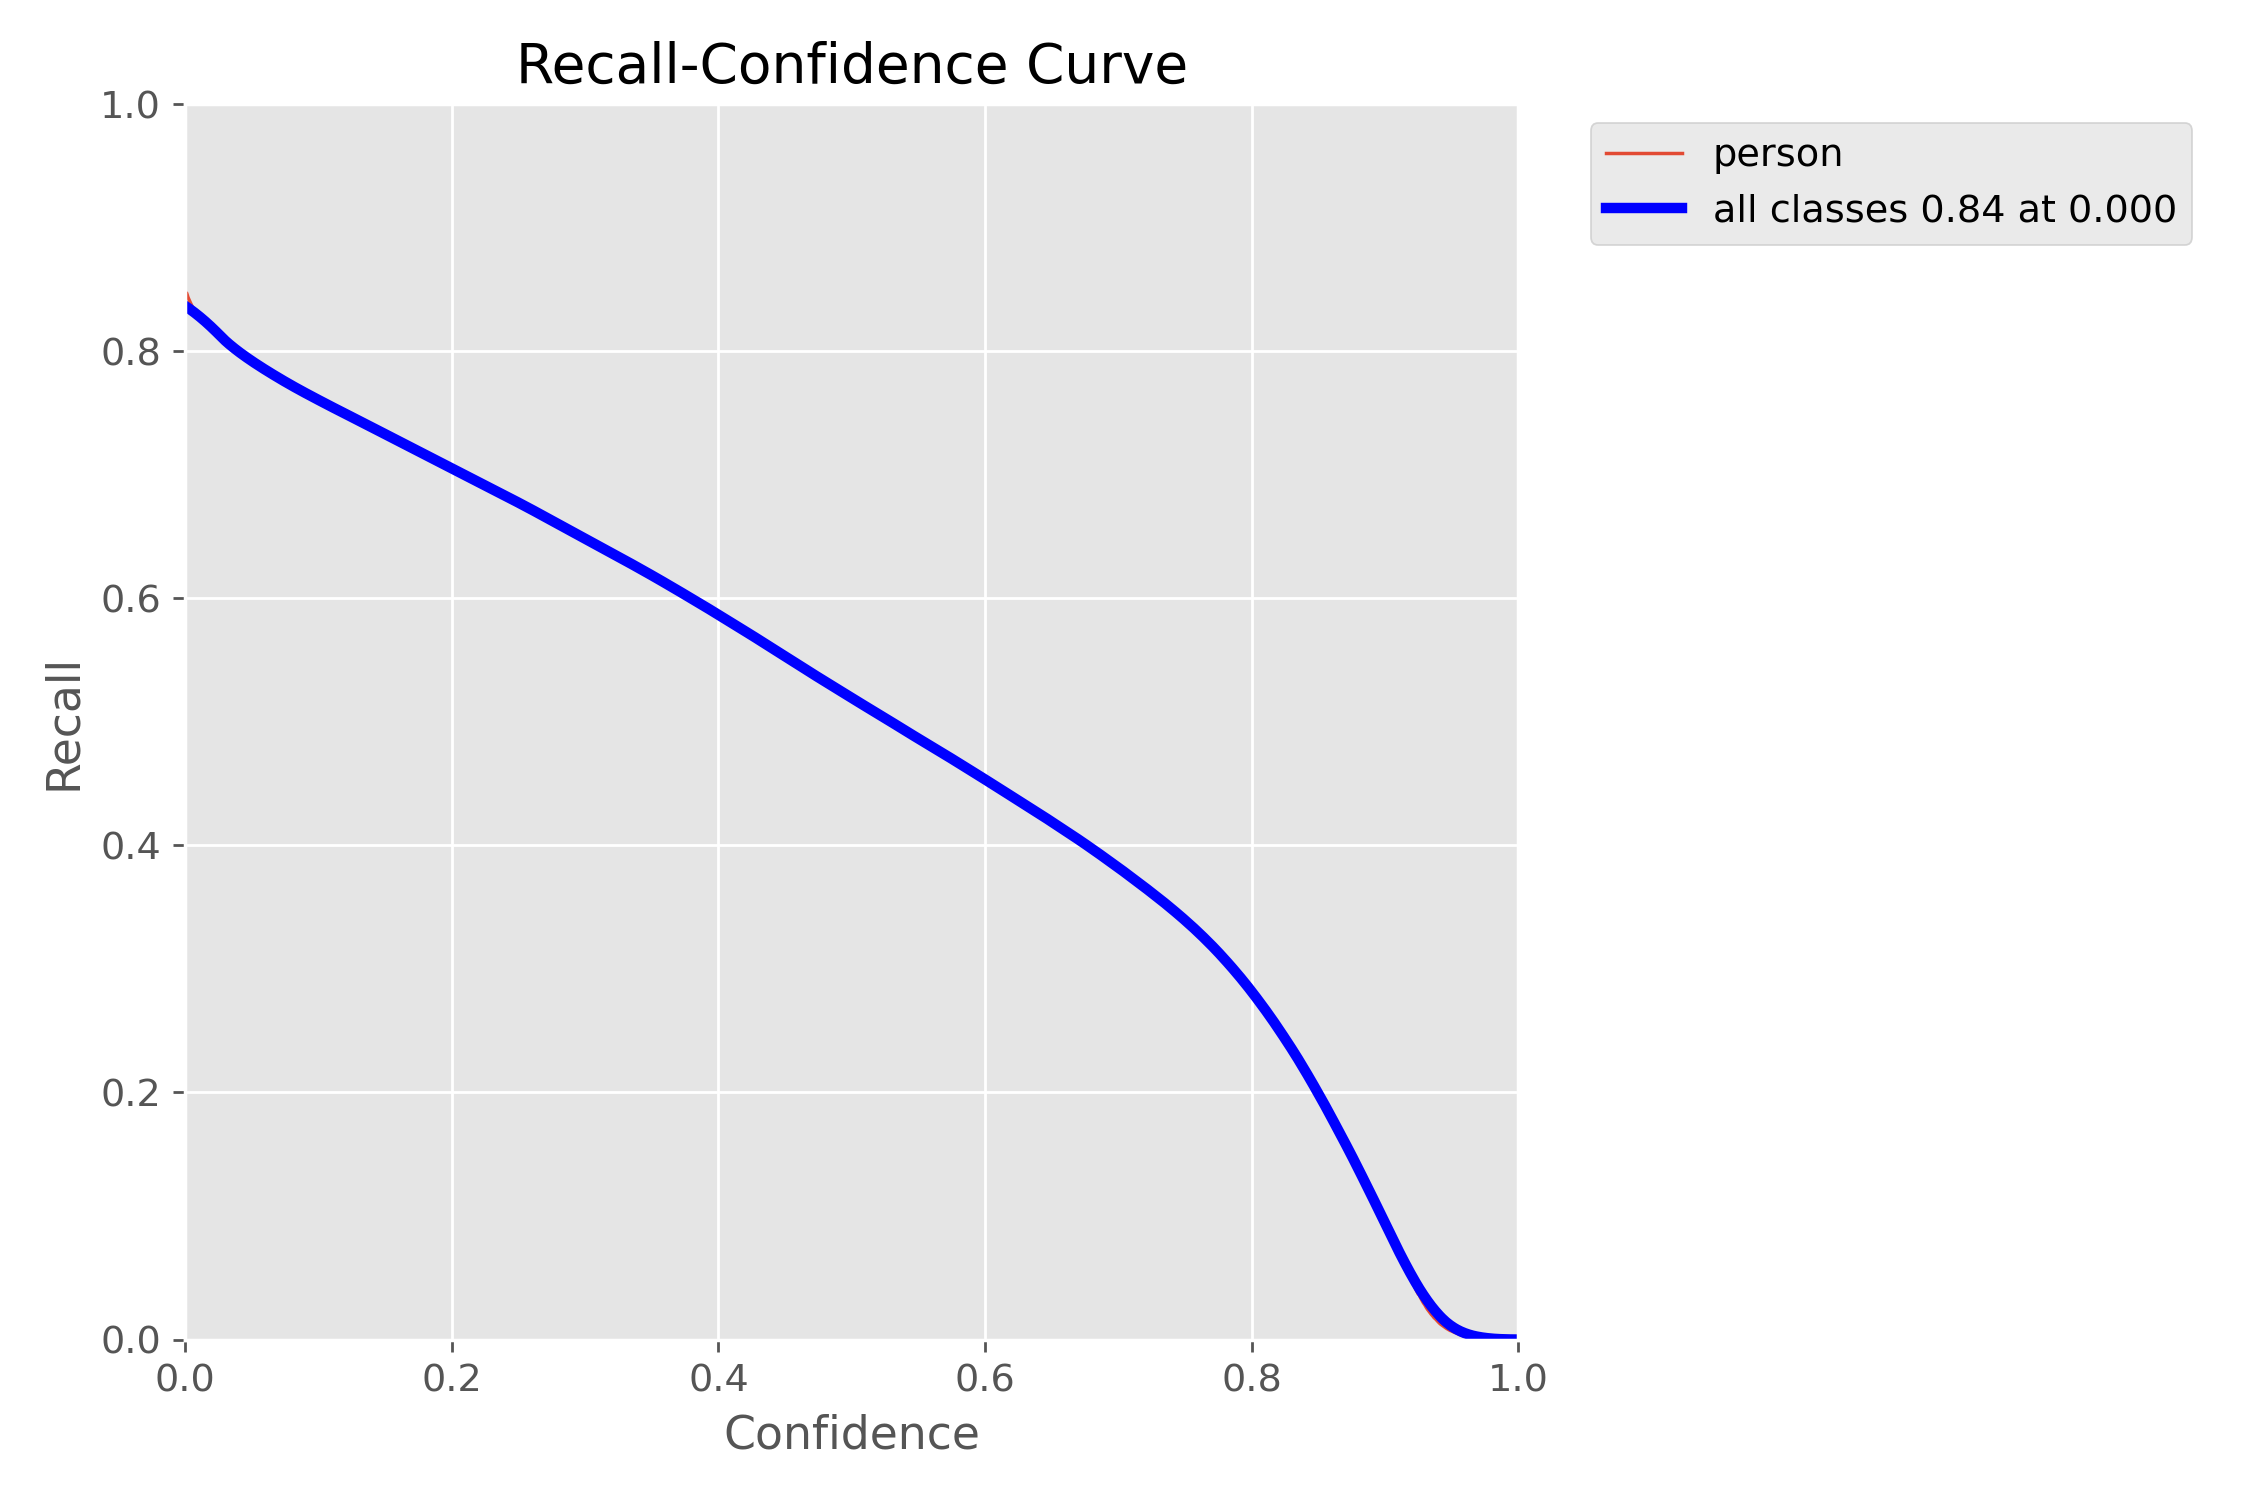 Recall-Confidence Curve
person
all classes 0.84 at 0.000
1.0
0.8
0.6
0.4
0.2
0.0
Recall
0.0 0.2 0.4 0.6 0.8 1.0
Confidence